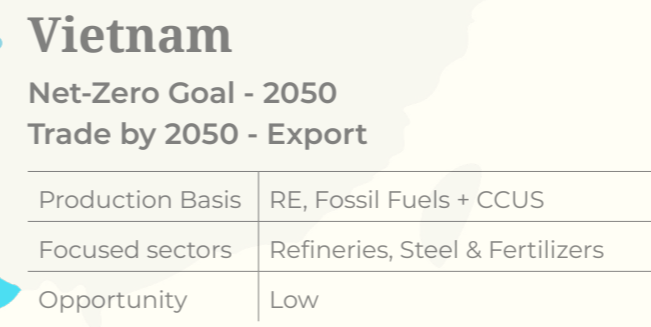 Vietnam
Net-Zero Goal - 2050
Trade by 2050 - Export
Production Basis RE, Fossil Fuels + CCUS
Focused sectors Refineries, Steel & Fertilizers
Opportunity Low